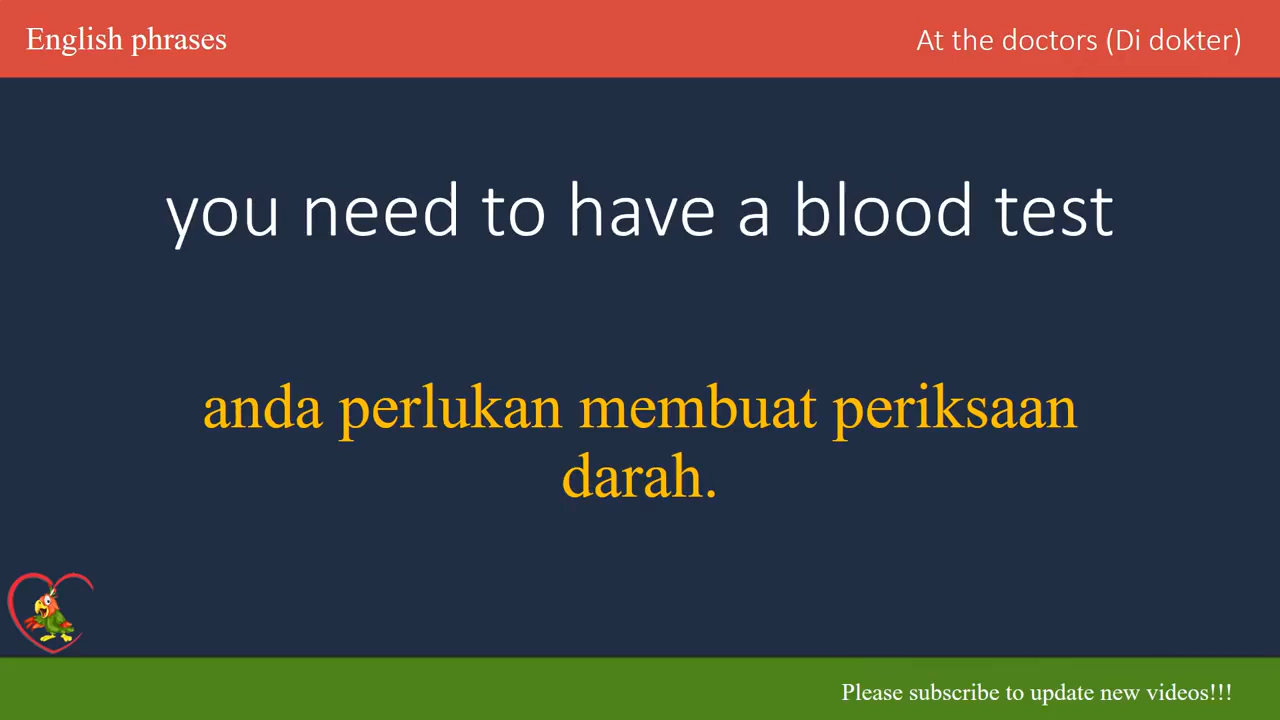 English phrases
At the doctors (Di dokter)
you need to have a blood test
anda perlukan membuat periksaan
darah.
Please subscribe to update new videos!!!